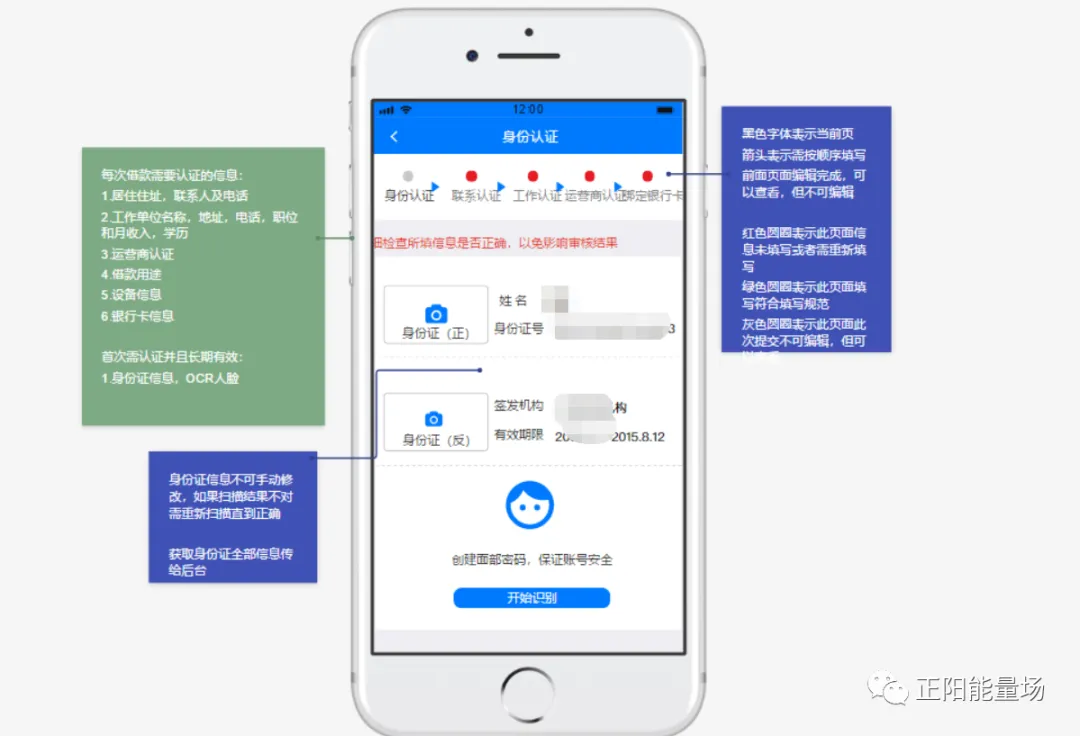 12:00
身份认证
身份认证
联系认证
工作认证
运营商认证
绑定银行卡
细检查所填信息是否正确，以免影响审核结果
身份证（正）
姓 名
身份证号
3
身份证（反）
签发机构
机构
有效期限
2015.8.12
创建面部密码，保证账号安全
开始识别
每次借款需要认证的信息：
1.居住住址，联系人及电话
2.工作单位名称，地址，电话，职位
和月收入，学历
3.运营商认证
4.借款用途
5.设备信息
6.银行卡信息
首次需认证并且长期有效：
1.身份证信息，OCR人脸
身份证信息不可手动修
改，如果扫描结果不对
需重新扫描直到正确
获取身份证全部信息传
给后台
黑色字体表示当前页
箭头表示需按顺序填写
前面页面编辑完成，可
以查看，但不可编辑
红色圆圈表示此页面信
息未填写或者需重新填
写
绿色圆圈表示此页面填
写符合填写规范
灰色圆圈表示此页面此
次提交不可编辑，但可
正阳能量场